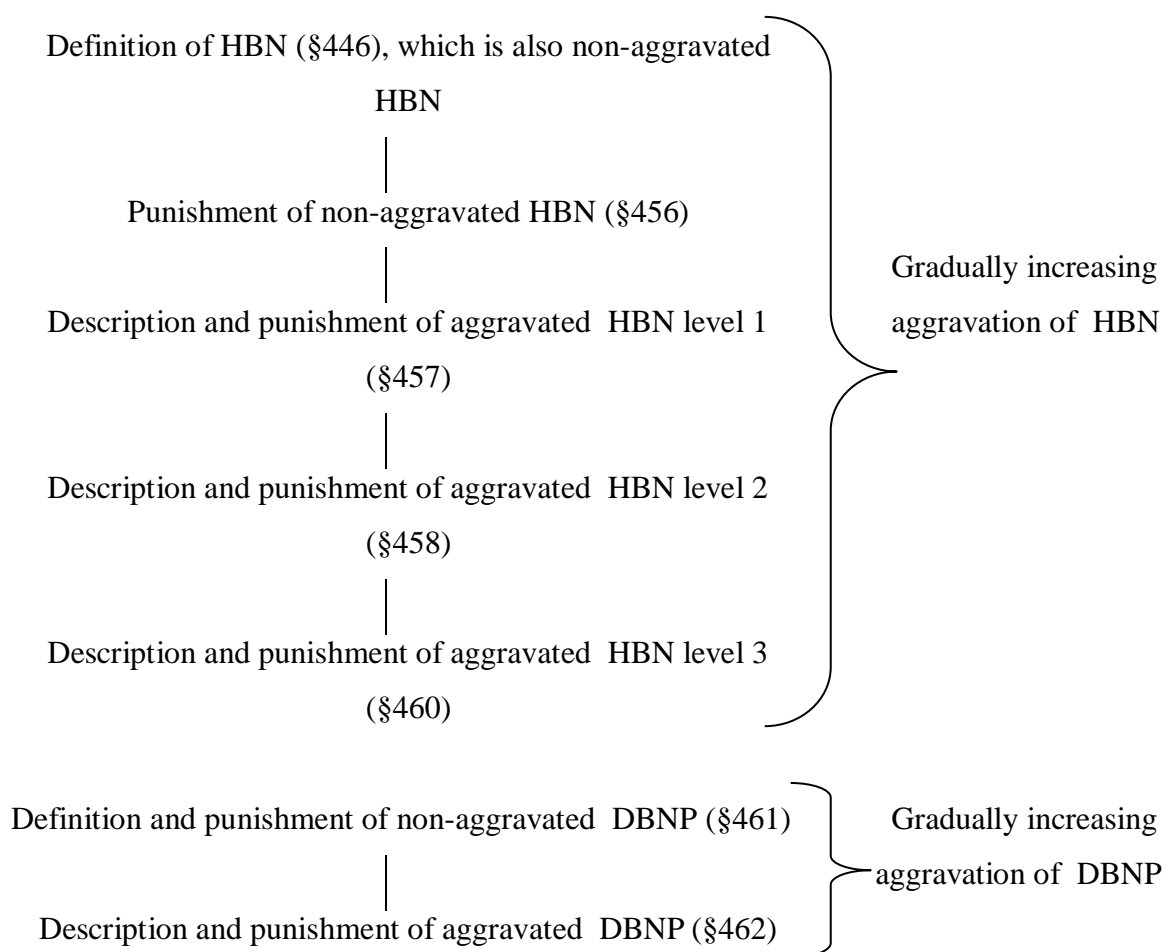 Definition of HBN (§446), which is also non-aggravated
HBN
Punishment of non-aggravated HBN (§456)
Description and punishment of aggravated HBN level 1
(§457)
Description and punishment of aggravated HBN level 2
(§458)
Description and punishment of aggravated HBN level 3
(§460)
Gradually increasing
aggravation of HBN
Definition and punishment of non-aggravated DBNP (§461)
Description and punishment of aggravated DBNP (§462)
Gradually increasing
aggravation of DBNP